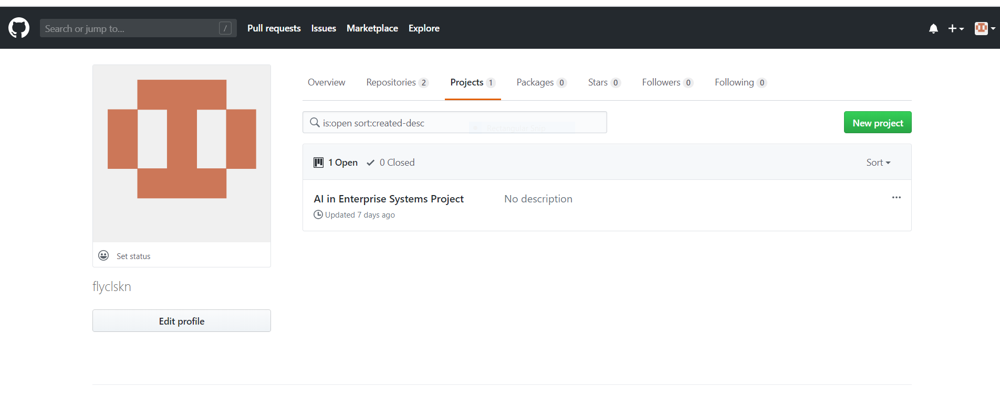 Search or jump to... /
Pull requests Issues Marketplace Explore
Overview Repositories 2 Projects 1 Packages 0 Stars 0 Followers 0 Following 0
is:open sort:created-desc
Rectangular Snip
New project
1 Open 0 Closed
Sort
AI in Enterprise Systems Project No description
Updated 7 days ago
Set status
flyclskn
Edit profile